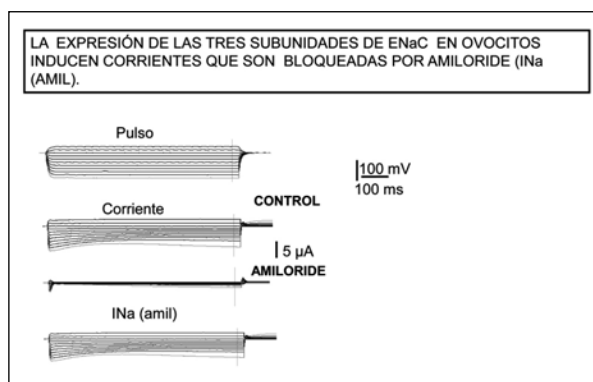 LA EXPRESIÓN DE LAS TRES SUBUNIDADES DE ENaC EN OVOCITOS
INDUCEN CORRIENTES QUE SON BLOQUEADAS POR AMILORIDE (INa
(AMIL).
Pulso
100 mV
100 ms
CONTROL
Corriente
5 µA
AMILORIDE
INa (amil)